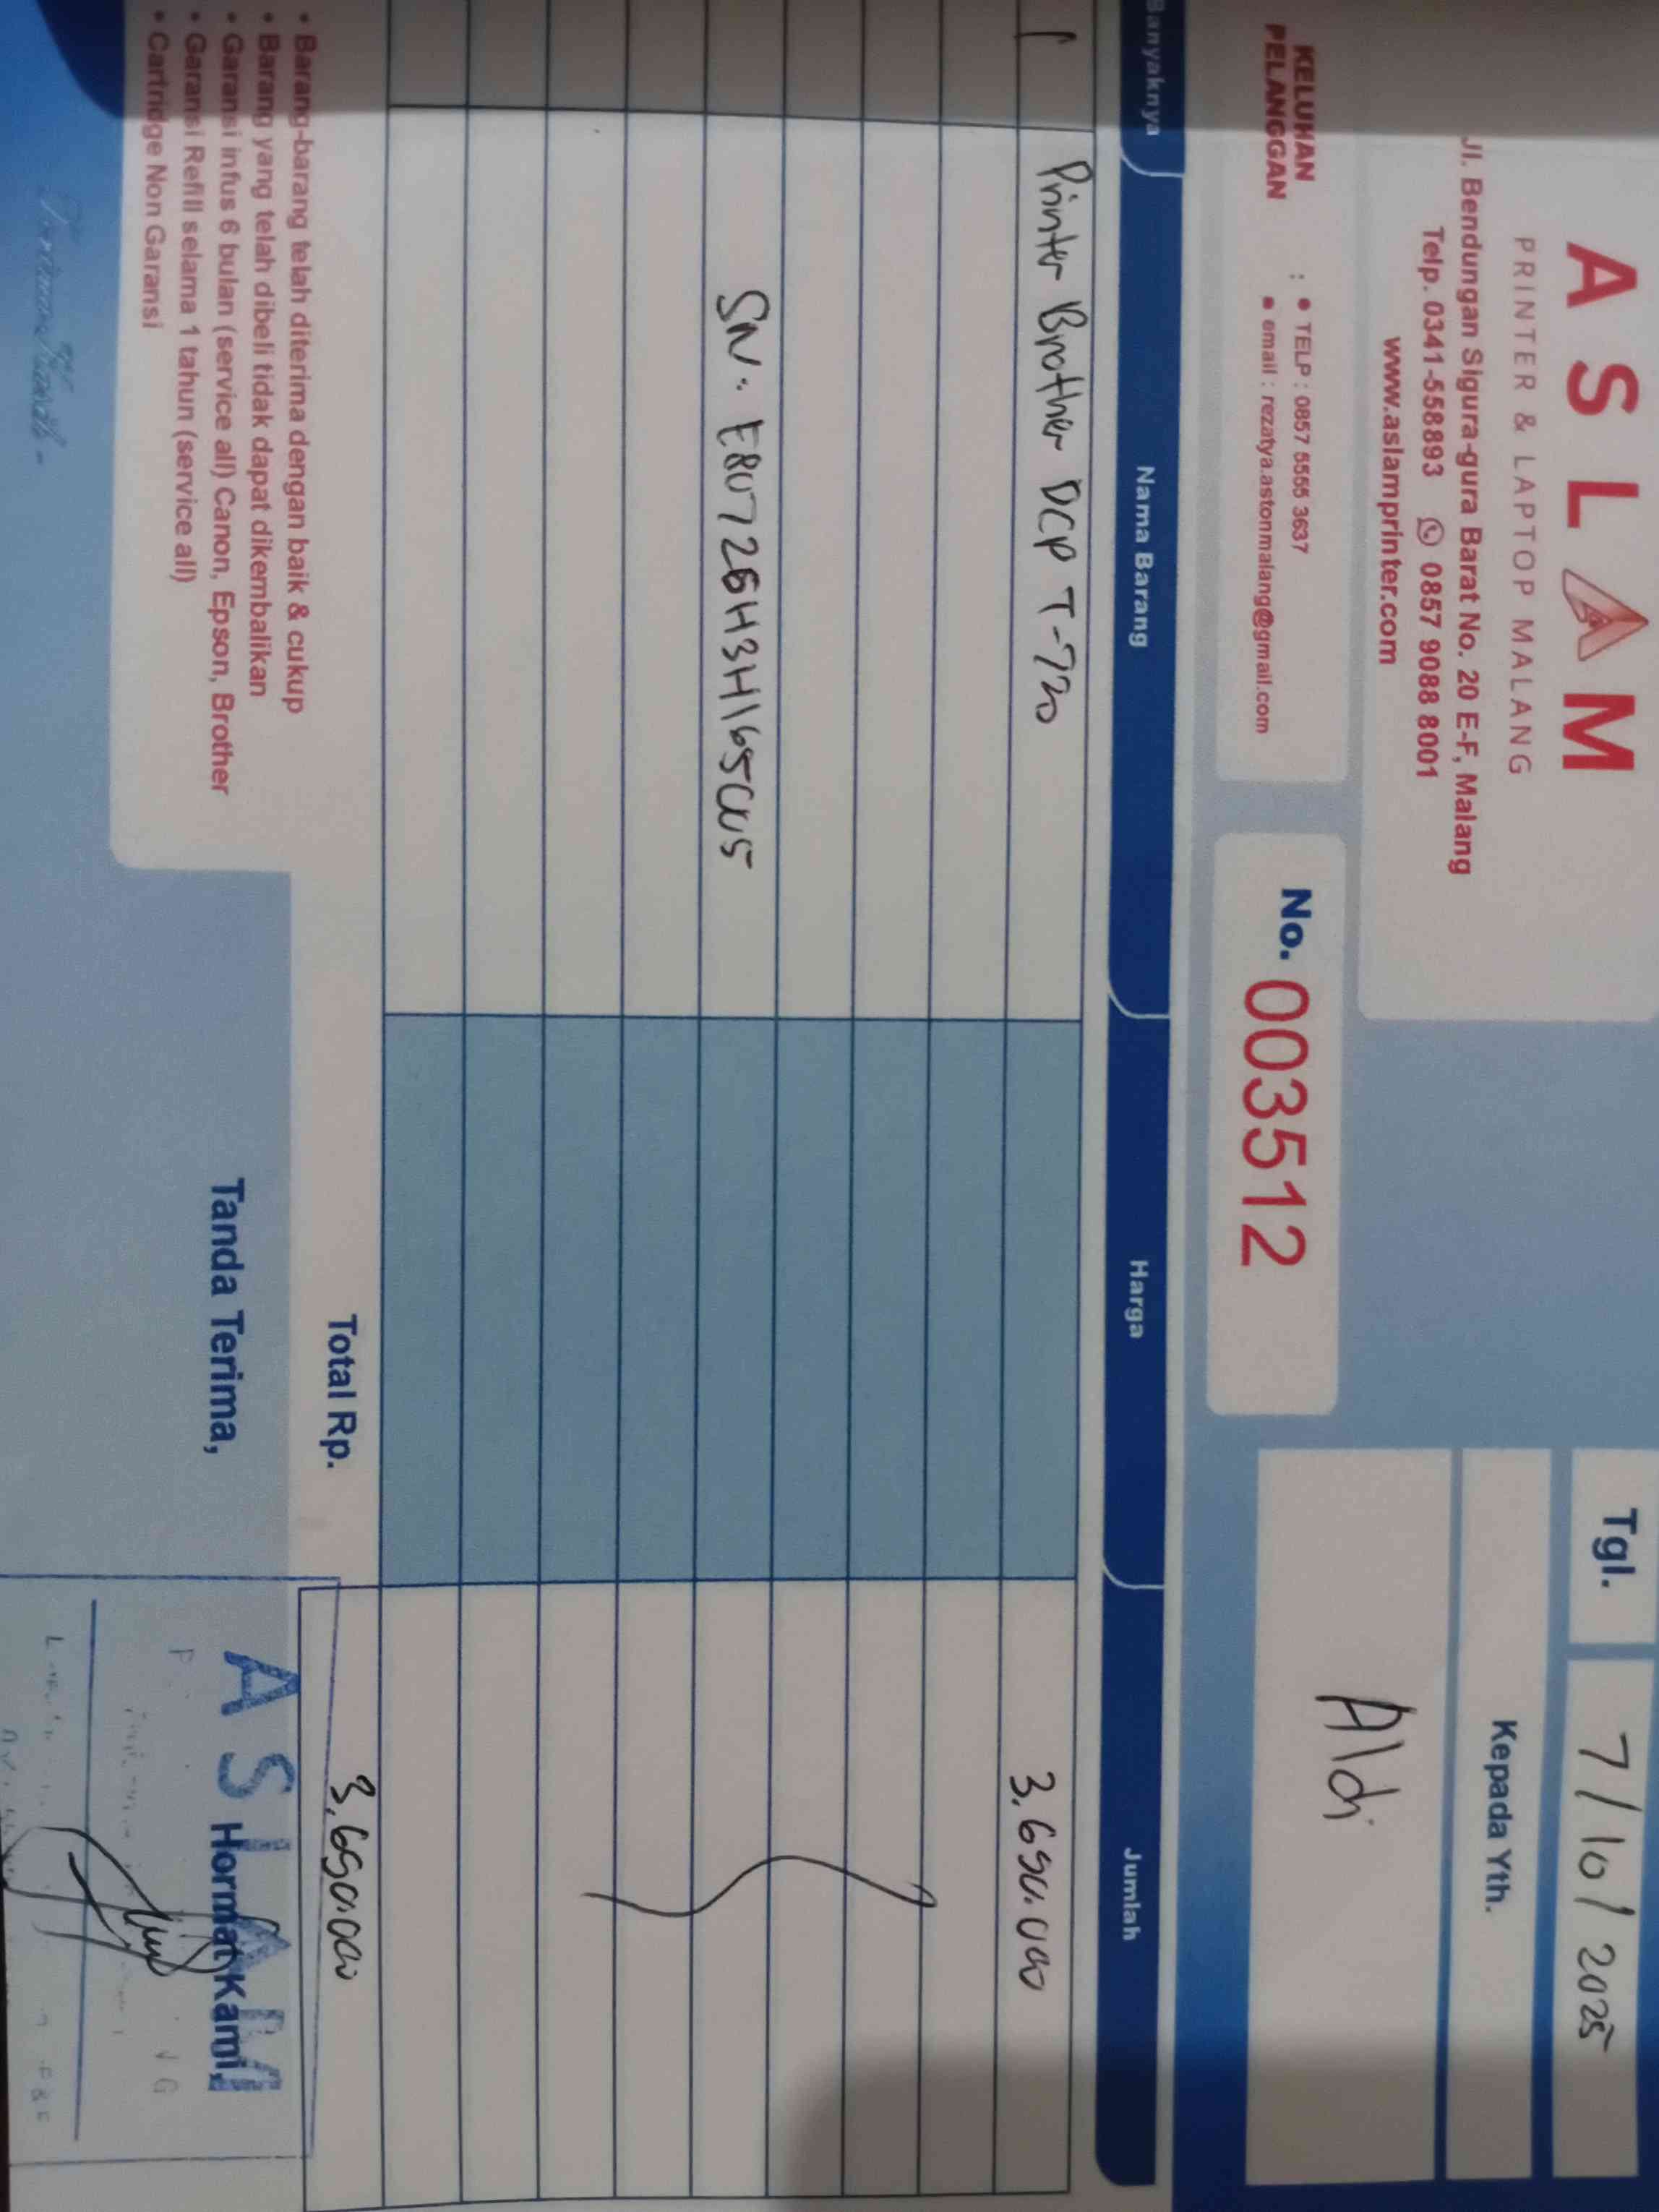 ASLAM
PRINTER & LAPTOP MALANG
Jl. Bendungan Sigura-gura Barat No. 20 E-F, Malang
Telp. 0341-558893 0857 9088 8001
www.aslamprinter.com
Tgl. 7/10/2025
Kepada Yth.
Aldi
KELUHAN PELANGGAN :
• TELP : 0857 5555 3637
• email : rezatya.astonmalang@gmail.com
No. 003512
Banyaknya Nama Barang Harga Jumlah
1 Printer Brother DCP T-720 3.650.000
SN: E80726H3H165005
Total Rp. 3.650.000
• Barang-barang telah diterima dengan baik & cukup
• Barang yang telah dibeli tidak dapat dikembalikan
• Garansi infus 6 bulan (service all) Canon, Epson, Brother
• Garansi Refill selama 1 tahun (service all)
• Cartridge Non Garansi
Tanda Terima,
Hormat Kami,
ASLAM
Terima Kasih